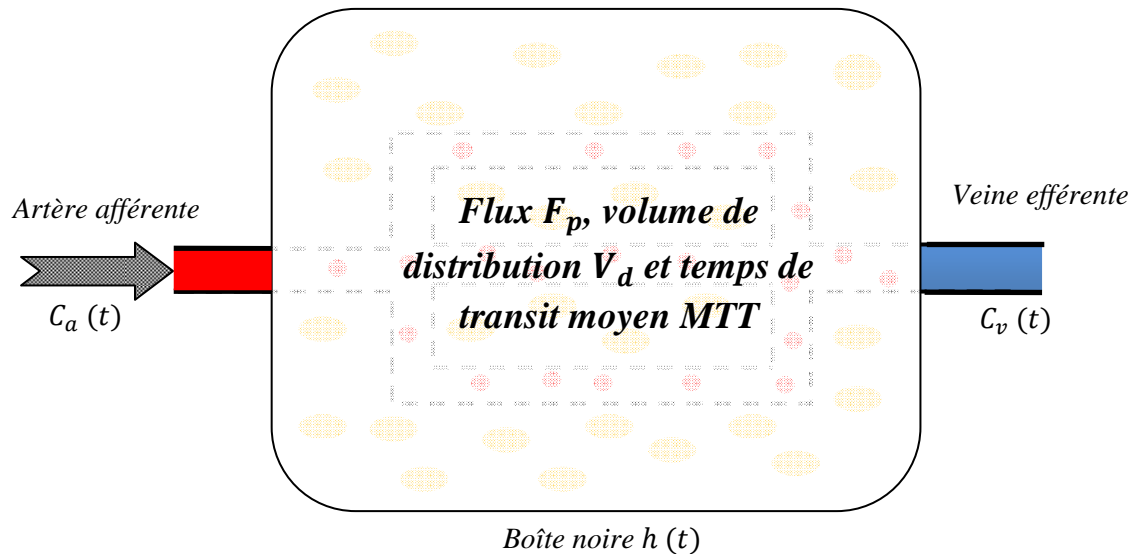 Artère afférente
C_a (t)
Flux F_p, volume de
distribution V_d et temps de
transit moyen MTT
Veine efférente
C_v (t)
Boîte noire h (t)